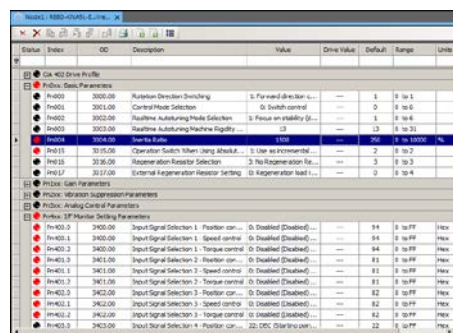 Node1 : R88D-KN
Status Index OD Description Value Drive Value Default Range Units
CiA 402 Drive Profile
Pn0xx: Basic Parameters
Pn000 3000.00 Rotation Direction Switching 1: Forward direction c... --- 1 0 to 1
Pn001 3001.00 Control Mode Selection 0: Switch control --- 0 0 to 6
Pn002 3002.00 Realtime Autotuning Mode Selection 1: Focus on stability (i... --- 1 0 to 6
Pn003 3003.00 Realtime Autotuning Machine Rigidity ... 13 --- 13 0 to 31
Pn004 3004.00 Inertia Ratio 1500 --- 250 0 to 10000 %
Pn015 3015.00 Operation Switch When Using Absolut... 1: Use as incremental ... --- 2 0 to 2
Pn016 3016.00 Regeneration Resistor Selection 3: No Regeneration Re... --- 3 0 to 3
Pn017 3017.00 External Regeneration Resistor Setting 0: Regeneration load r... --- 0 0 to 4
Pn1xx: Gain Parameters
Pn2xx: Vibration Suppression Parameters
Pn3xx: Analog Control Parameters
Pn4xx: I/F Monitor Setting Parameters
Pn400.0 3400.00 Input Signal Selection 1 - Position con... 0: Disabled (Disabled) ... --- 94 0 to FF Hex
Pn400.1 3400.00 Input Signal Selection 1 - Speed control 0: Disabled (Disabled) ... --- 94 0 to FF Hex
Pn400.2 3400.00 Input Signal Selection 1 - Torque control 0: Disabled (Disabled) ... --- 94 0 to FF Hex
Pn401.0 3401.00 Input Signal Selection 2 - Position con... 0: Disabled (Disabled) ... --- 81 0 to FF Hex
Pn401.1 3401.00 Input Signal Selection 2 - Speed control 0: Disabled (Disabled) ... --- 81 0 to FF Hex
Pn401.2 3401.00 Input Signal Selection 2 - Torque control 0: Disabled (Disabled) ... --- 81 0 to FF Hex
Pn402.0 3402.00 Input Signal Selection 3 - Position con... 0: Disabled (Disabled) ... --- 82 0 to FF Hex
Pn402.1 3402.00 Input Signal Selection 3 - Speed control 0: Disabled (Disabled) ... --- 82 0 to FF Hex
Pn402.2 3402.00 Input Signal Selection 3 - Torque control 0: Disabled (Disabled) ... --- 82 0 to FF Hex
Pn403.0 3403.00 Input Signal Selection 4 - Position con... 22: DEC (Starting poin... --- 22 0 to FF Hex